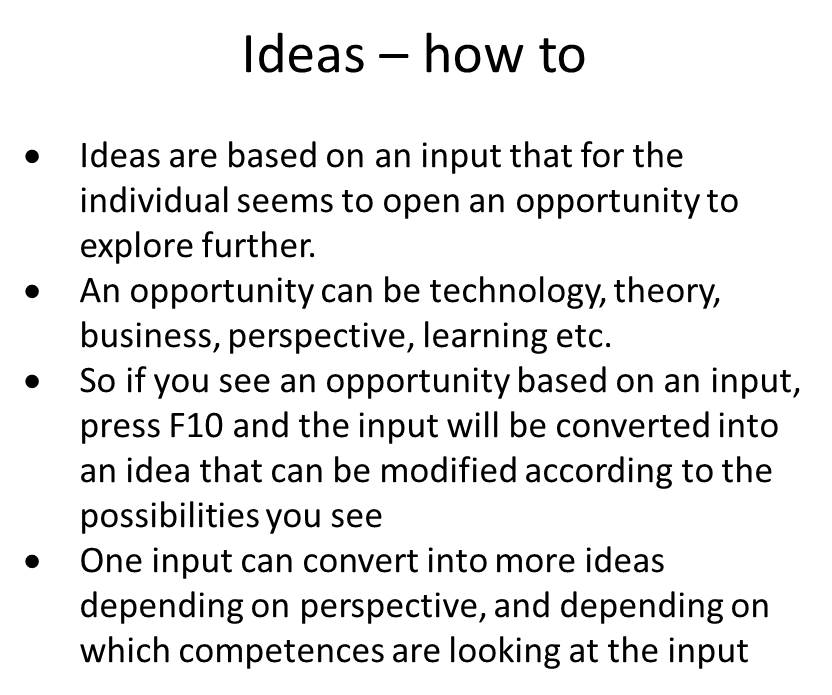 Ideas – how to
• Ideas are based on an input that for the
individual seems to open an opportunity to
explore further.
• An opportunity can be technology, theory,
business, perspective, learning etc.
• So if you see an opportunity based on an input,
press F10 and the input will be converted into
an idea that can be modified according to the
possibilities you see
• One input can convert into more ideas
depending on perspective, and depending on
which competences are looking at the input